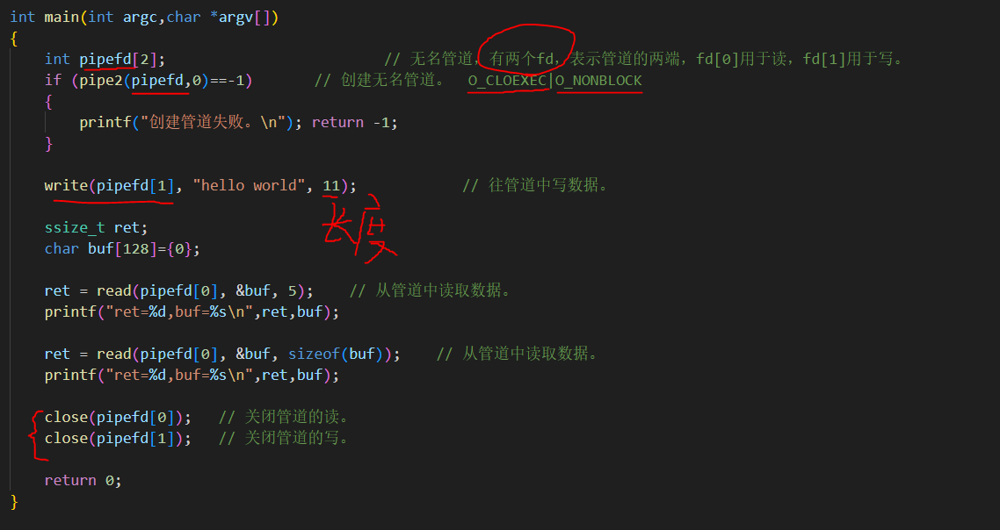 int main(int argc,char *argv[])
{
int pipefd[2]; // 无名管道，有两个fd，表示管道的两端，fd[0]用于读，fd[1]用于写。
if (pipe2(pipefd,0)==-1) // 创建无名管道。 O_CLOEXEC|O_NONBLOCK
{
printf("创建管道失败。\n"); return -1;
}
write(pipefd[1], "hello world", 11); // 往管道中写数据。
长度
ssize_t ret;
char buf[128]={0};
ret = read(pipefd[0], &buf, 5); // 从管道中读取数据。
printf("ret=%d,buf=%s\n",ret,buf);
ret = read(pipefd[0], &buf, sizeof(buf)); // 从管道中读取数据。
printf("ret=%d,buf=%s\n",ret,buf);
close(pipefd[0]); // 关闭管道的读。
close(pipefd[1]); // 关闭管道的写。
return 0;
}